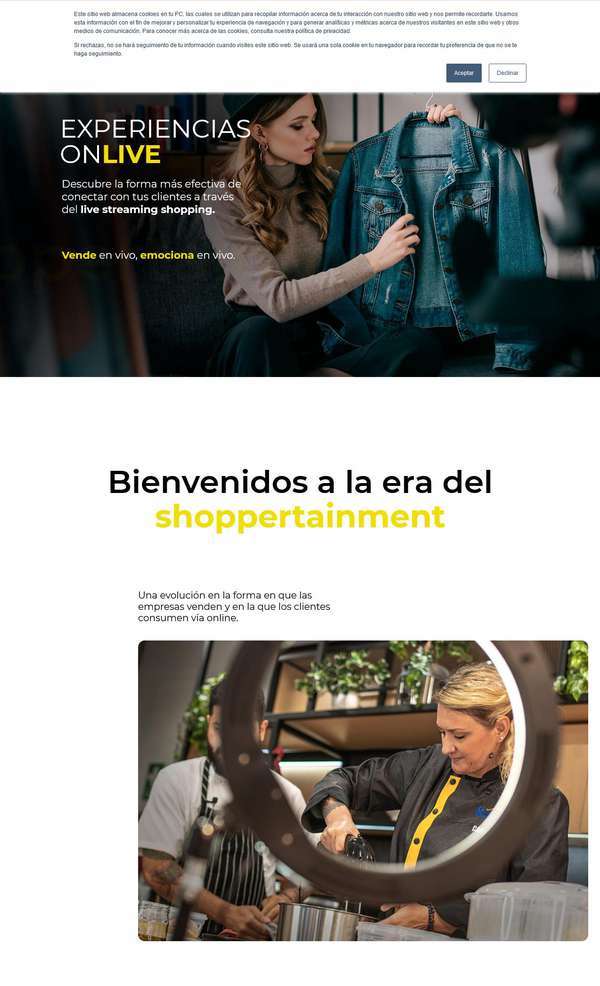 Este sitio web almacena cookies en tu PC, las cuales se utilizan para recopilar información acerca de tu interacción con nuestro sitio web y nos permite recordarte. Usamos
esta información con el fin de mejorar y personalizar tu experiencia de navegación y para generar analíticas y métricas acerca de nuestros visitantes en este sitio web y otros
medios de comunicación. Para conocer más acerca de las cookies, consulta nuestra política de privacidad.
Si rechazas, no se hará seguimiento de tu información cuando visites este sitio web. Se usará una sola cookie en tu navegador para recordar tu preferencia de que no se te
haga seguimiento.
Aceptar Declinar
EXPERIENCIAS
ONLIVE
Descubre la forma más efectiva de
conectar con tus clientes a través
del live streaming shopping.
Vende en vivo, emociona en vivo.
Bienvenidos a la era del
shoppertainment
Una evolución en la forma en que las
empresas venden y en la que los clientes
consumen vía online.